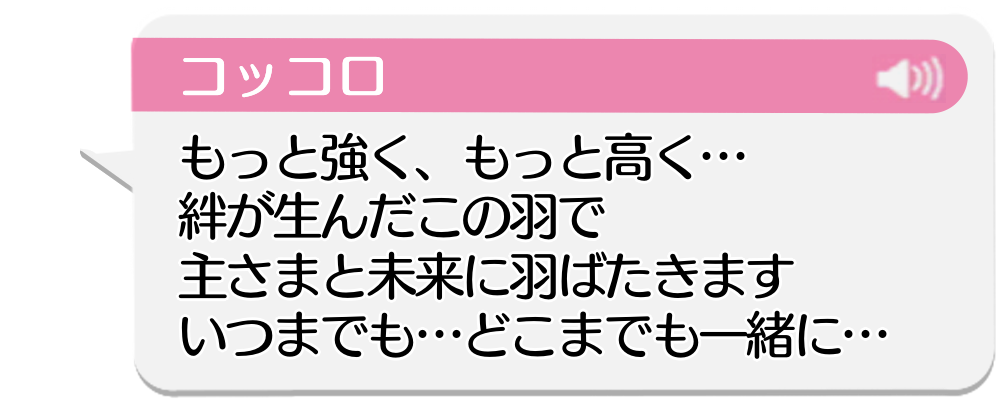 コッコロ
もっと強く、もっと高く…
絆が生んだこの羽で
主さまと未来に羽ばたきます
いつまでも…どこまでも一緒に…